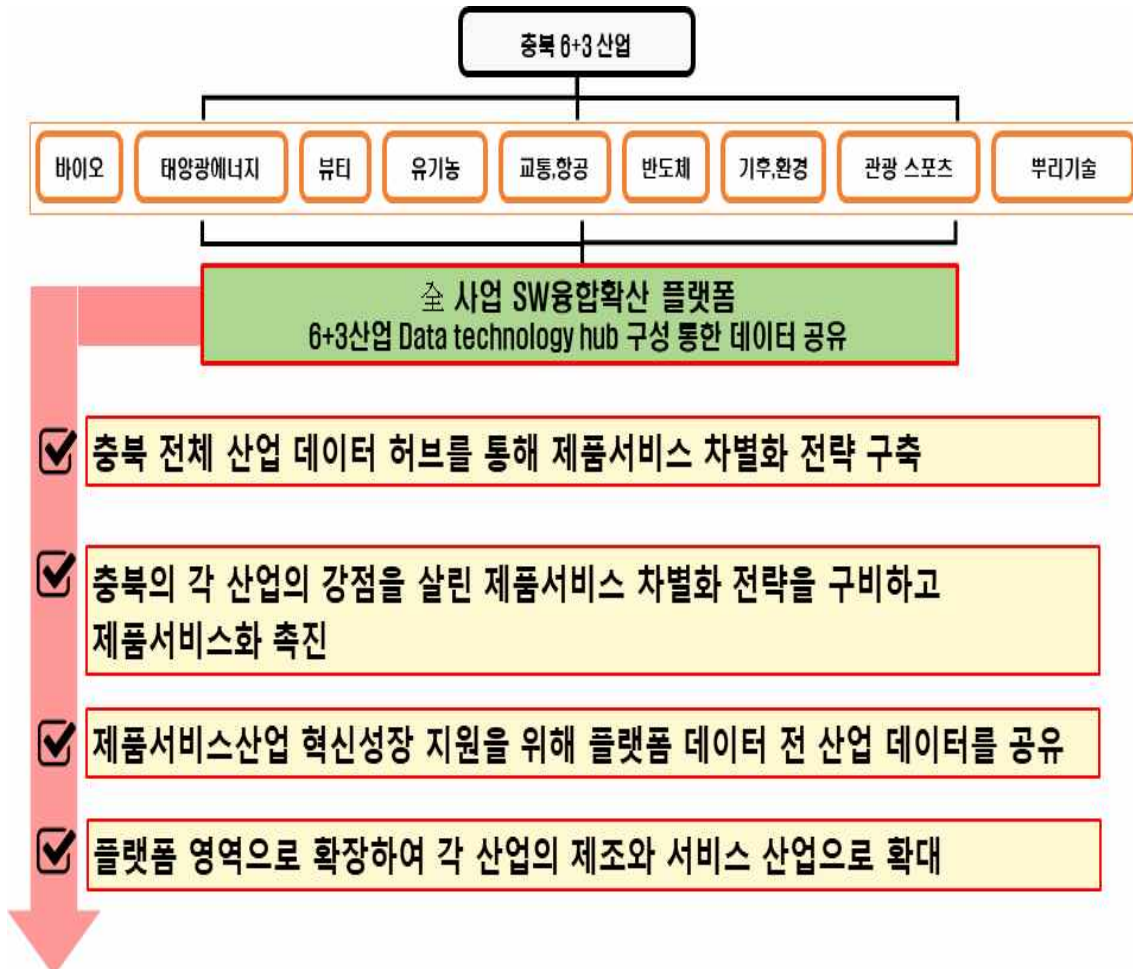 충북 6+3 산업
바이오
태양광에너지
뷰티
유기농
교통,항공
반도체
기후,환경
관광 스포츠
뿌리기술
全 사업 SW융합확산 플랫폼
6+3산업 Data technology hub 구성 통한 데이터 공유
충북 전체 산업 데이터 허브를 통해 제품서비스 차별화 전략 구축
충북의 각 산업의 강점을 살린 제품서비스 차별화 전략을 구비하고
제품서비스화 촉진
제품서비스산업 혁신성장 지원을 위해 플랫폼 데이터 전 산업 데이터를 공유
플랫폼 영역으로 확장하여 각 산업의 제조와 서비스 산업으로 확대